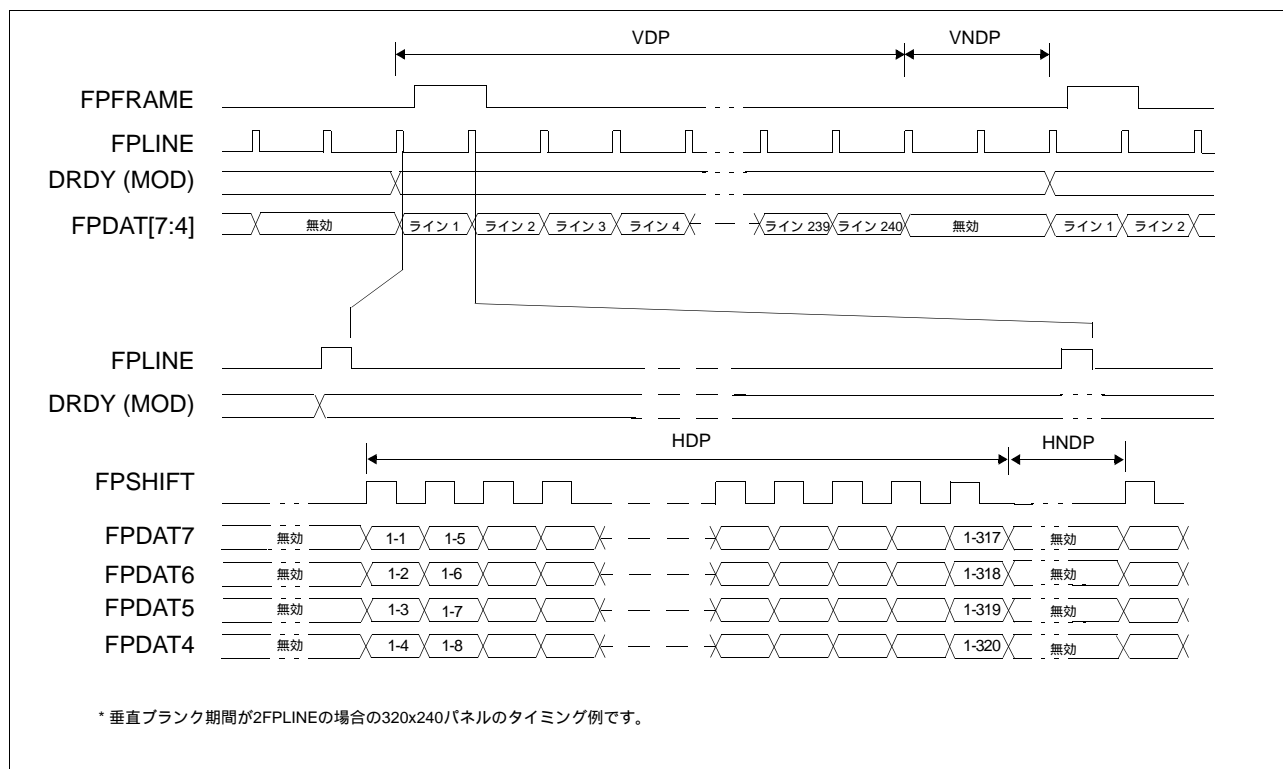 VDP VNDP
FPFRAME
FPLINE
DRDY (MOD)
FPDAT[7:4] 無効 ライン 1 ライン 2 ライン 3 ライン 4 ライン 239 ライン 240 無効 ライン 1 ライン 2
FPLINE
DRDY (MOD)
HDP HNDP
FPSHIFT
FPDAT7 無効 1-1 1-5 1-317 無効
FPDAT6 無効 1-2 1-6 1-318 無効
FPDAT5 無効 1-3 1-7 1-319 無効
FPDAT4 無効 1-4 1-8 1-320 無効
* 垂直ブランク期間が2FPLINEの場合の320x240パネルのタイミング例です。